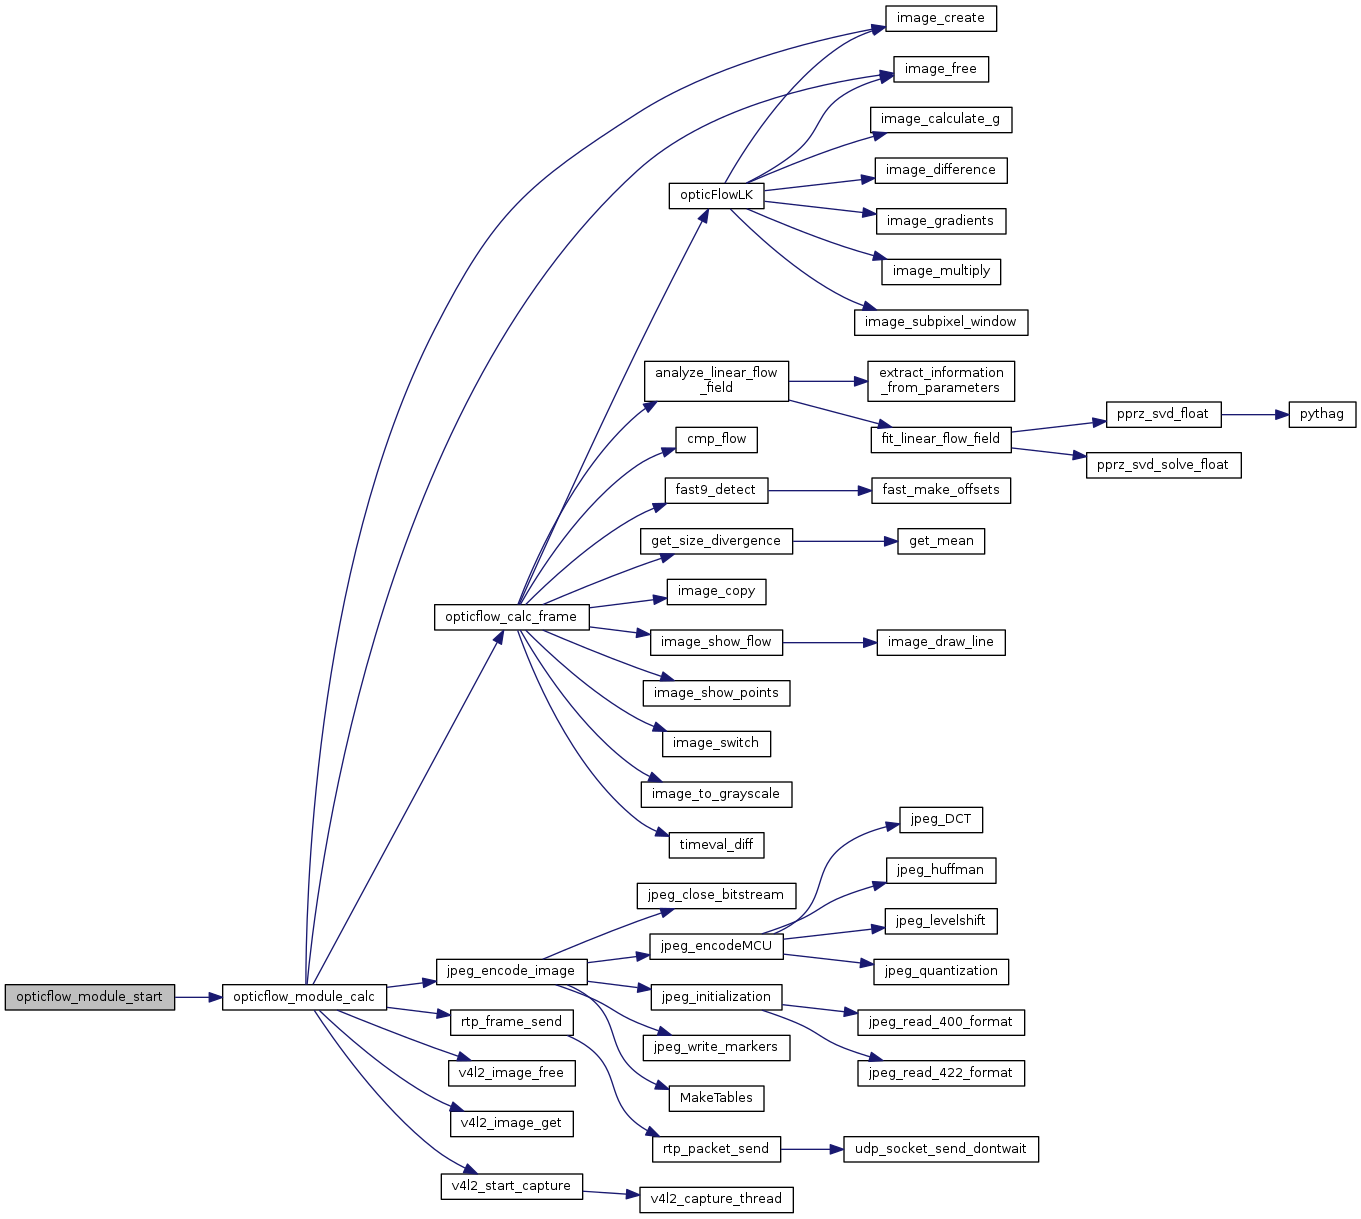 image_create
image_free
image_calculate_g
image_difference
opticFlowLK
image_gradients
image_multiply
image_subpixel_window
analyze_linear_flow
_field
extract_information
_from_parameters
pprz_svd_float
pythag
cmp_flow
fit_linear_flow_field
pprz_svd_solve_float
fast9_detect
fast_make_offsets
get_size_divergence
get_mean
image_copy
opticflow_calc_frame
image_show_flow
image_draw_line
image_show_points
image_switch
image_to_grayscale
jpeg_DCT
timeval_diff
jpeg_huffman
jpeg_close_bitstream
jpeg_levelshift
jpeg_encodeMCU
jpeg_encode_image
jpeg_quantization
opticflow_module_start
opticflow_module_calc
jpeg_initialization
rtp_frame_send
jpeg_read_400_format
jpeg_write_markers
v4l2_image_free
jpeg_read_422_format
MakeTables
v4l2_image_get
rtp_packet_send
udp_socket_send_dontwait
v4l2_start_capture
v4l2_capture_thread